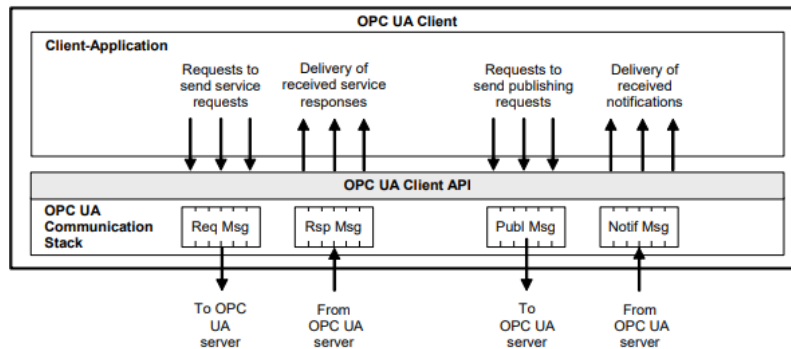 OPC UA Client
Client-Application
Requests to
send service
requests
Delivery of
received service
responses
Requests to
send publishing
requests
Delivery of
received
notifications
OPC UA Client API
OPC UA
Communication
Stack
Req Msg
Rsp Msg
Publ Msg
Notif Msg
To OPC
UA
server
From
OPC UA
server
To
OPC UA
server
From
OPC UA
server